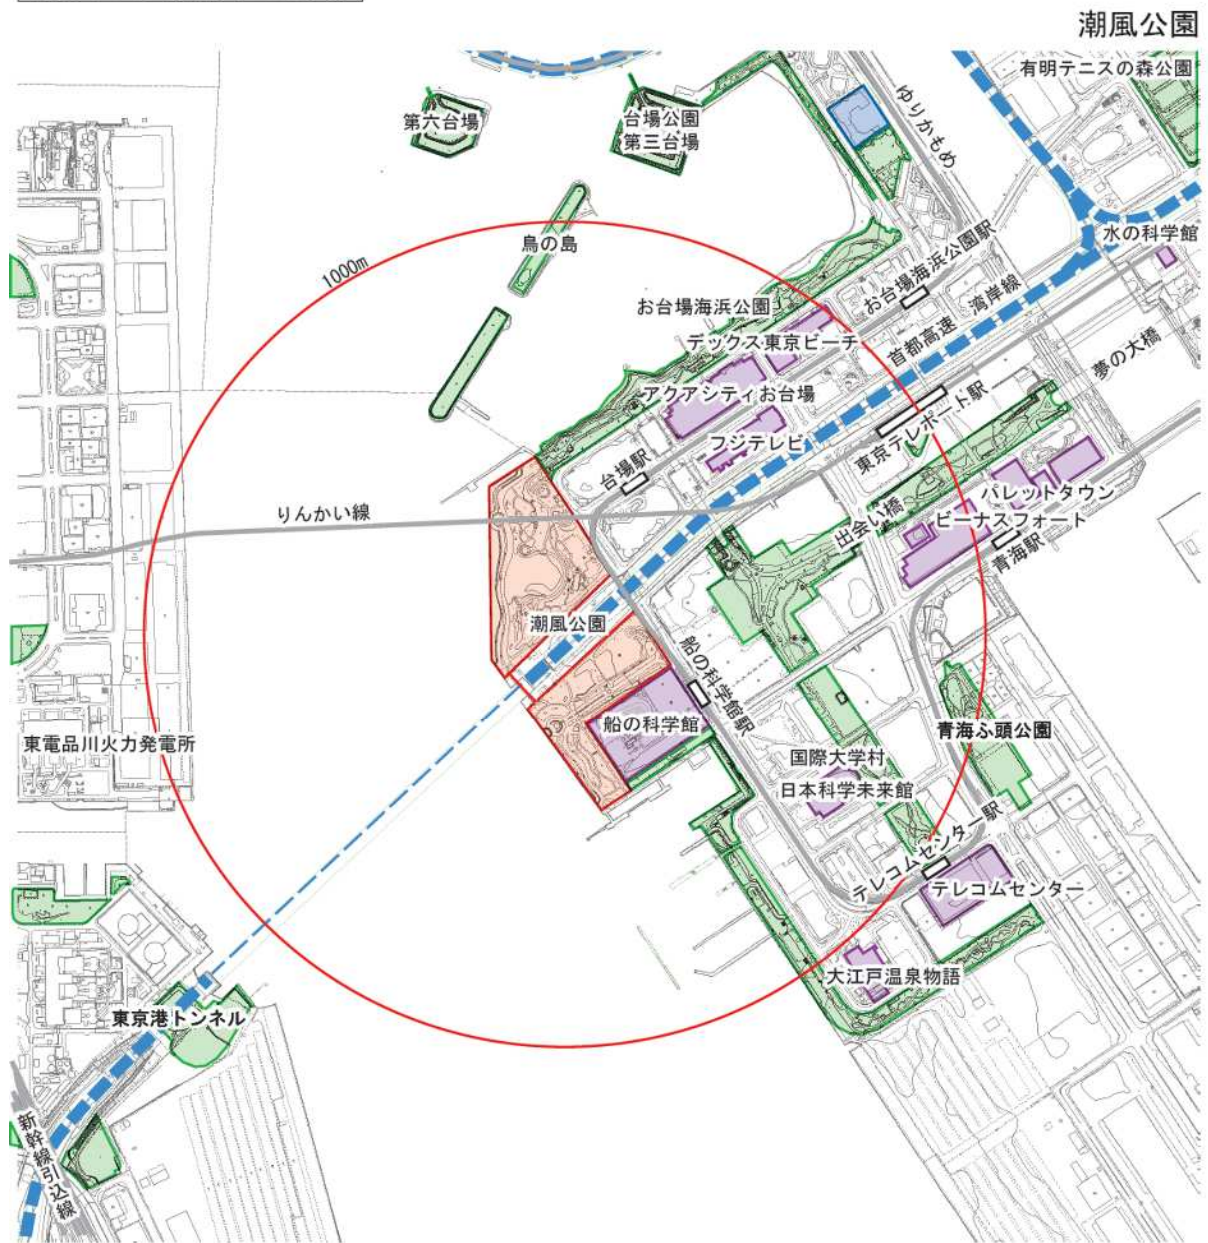 潮風公園
有明テニスの森公園
第六台場
台場公園
第三台場
ゆりかもめ
水の科学館
鳥の島
1000m
お台場海浜公園駅
お台場海浜公園
首都高速 湾岸線
デックス東京ビーチ
夢の大橋
アクアシティお台場
フジテレビ
東京テレポート駅
台場駅
りんかい線
パレットタウン
出会い橋
ビーナスフォート
青海駅
潮風公園
船の科学館駅
船の科学館
東電品川火力発電所
青海ふ頭公園
国際大学村
日本科学未来館
テレコムセンター駅
テレコムセンター
大江戸温泉物語
東京港トンネル
新幹線引込線